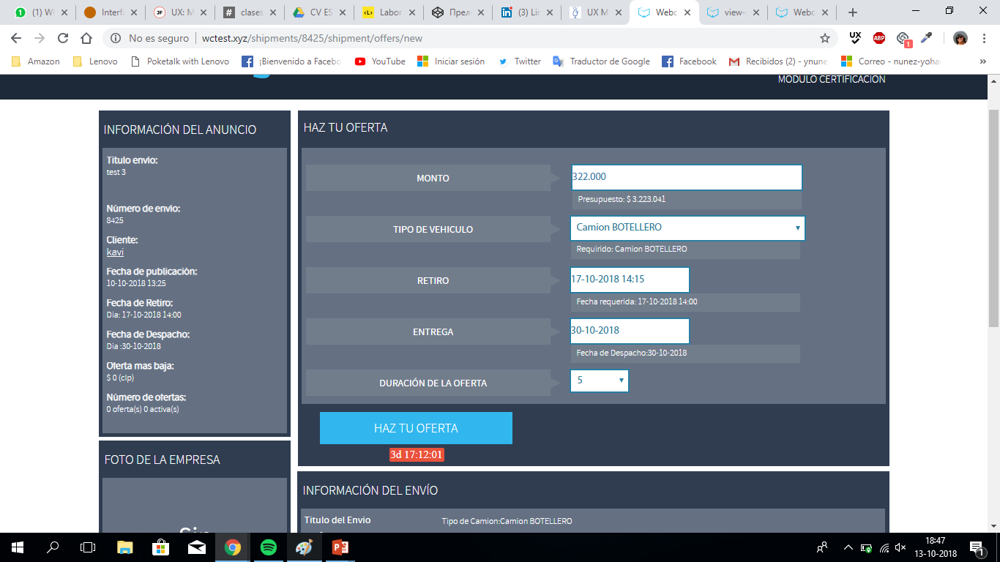 (1) W
Interf
UX: M
clases
CV ES
Labor
Прел
(3) Lin
UX M
Webc
view-
Webc
No es seguro | wctest.xyz/shipments/8425/shipment/offers/new
Amazon
Lenovo
Poketalk with Lenovo
¡Bienvenido a Facebo
YouTube
Iniciar sesión
Twitter
Traductor de Google
Facebook
Recibidos (2) - ynune
Correo - nunez-yoha
»
MODULO CERTIFICACION
INFORMACIÓN DEL ANUNCIO
Titulo envio:
test 3
Número de envio:
8425
Cliente:
kavi
Fecha de publicación:
10-10-2018 13:25
Fecha de Retiro:
Dia: 17-10-2018 14:00
Fecha de Despacho:
Dia :30-10-2018
Oferta mas baja:
$ 0 (clp)
Número de ofertas:
0 oferta(s) 0 activa(s)
FOTO DE LA EMPRESA
HAZ TU OFERTA
MONTO
322.000
Presupuesto: $ 3.223.041
TIPO DE VEHICULO
Camion BOTELLERO
Requirido: Camion BOTELLERO
RETIRO
17-10-2018 14:15
Fecha requerida: 17-10-2018 14:00
ENTREGA
30-10-2018
Fecha de Despacho:30-10-2018
DURACIÓN DE LA OFERTA
5
HAZ TU OFERTA
3d 17:12:01
INFORMACIÓN DEL ENVÍO
Titulo del Envio
Tipo de Camion:Camion BOTELLERO
18:47
13-10-2018